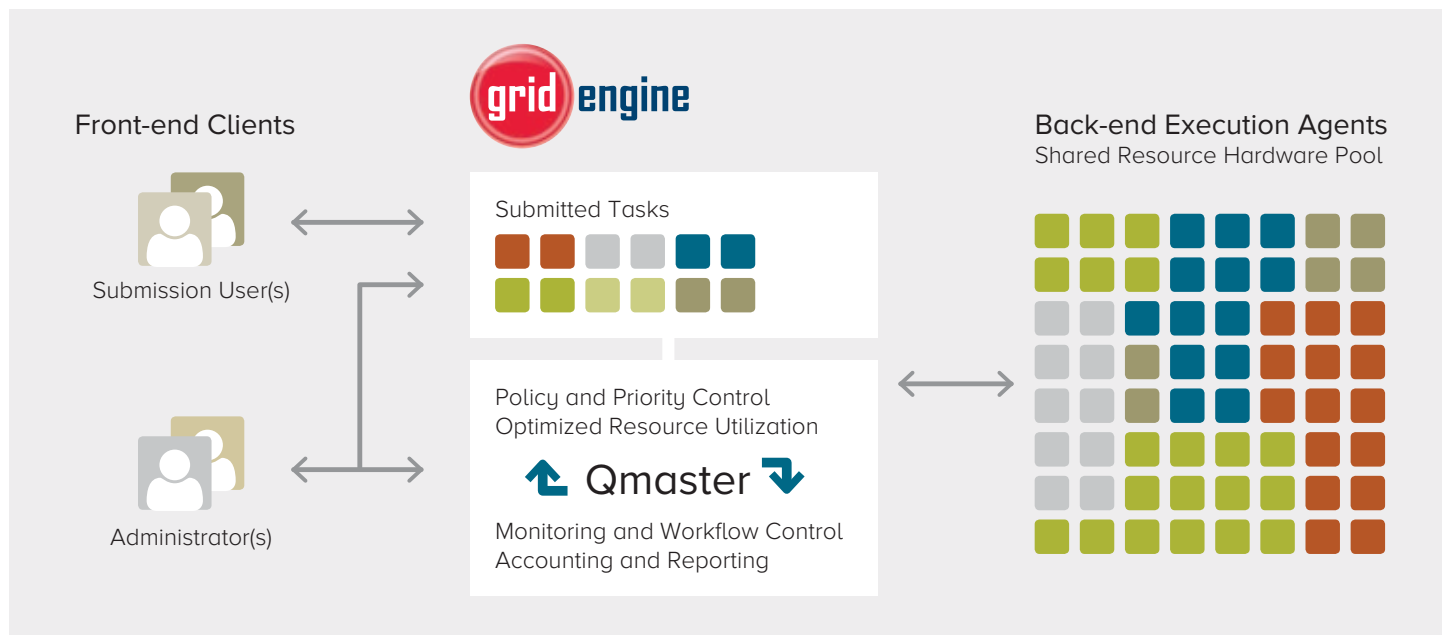 grid engine
Front-end Clients
Submission User(s)
Administrator(s)
Submitted Tasks
Policy and Priority Control
Optimized Resource Utilization
Qmaster
Monitoring and Workflow Control
Accounting and Reporting
Back-end Execution Agents
Shared Resource Hardware Pool